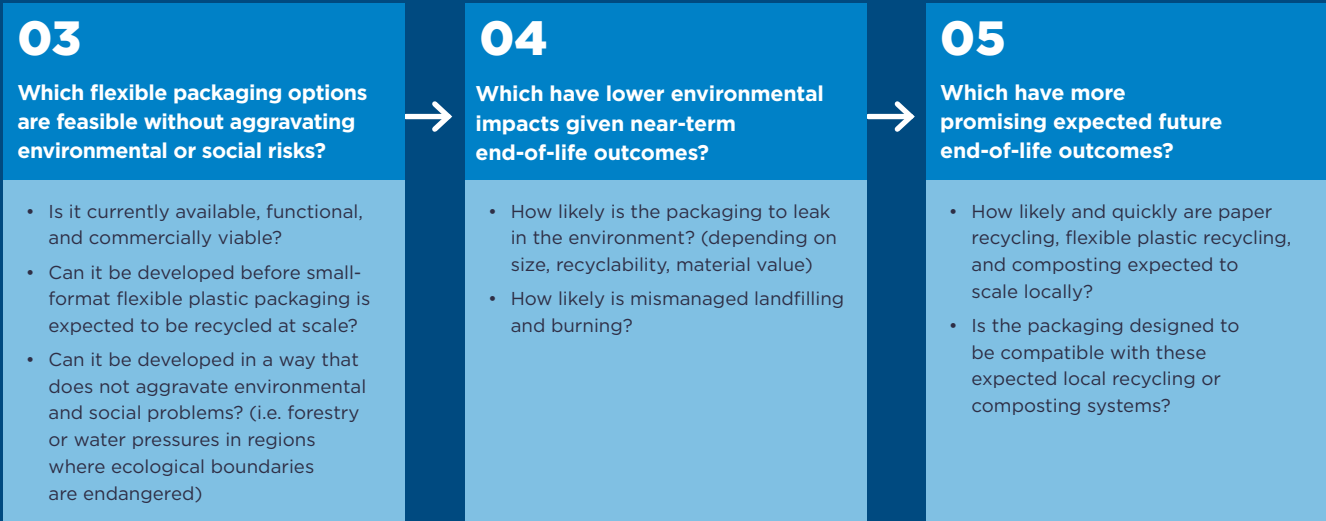 03
Which flexible packaging options
are feasible without aggravating
environmental or social risks?
• Is it currently available, functional,
and commercially viable?
• Can it be developed before small-
format flexible plastic packaging is
expected to be recycled at scale?
• Can it be developed in a way that
does not aggravate environmental
and social problems? (i.e. forestry
or water pressures in regions
where ecological boundaries
are endangered)
04
Which have lower environmental
impacts given near-term
end-of-life outcomes?
• How likely is the packaging to leak
in the environment? (depending on
size, recyclability, material value)
• How likely is mismanaged landfilling
and burning?
05
Which have more
promising expected future
end-of-life outcomes?
• How likely and quickly are paper
recycling, flexible plastic recycling,
and composting expected to
scale locally?
• Is the packaging designed to
be compatible with these
expected local recycling or
composting systems?